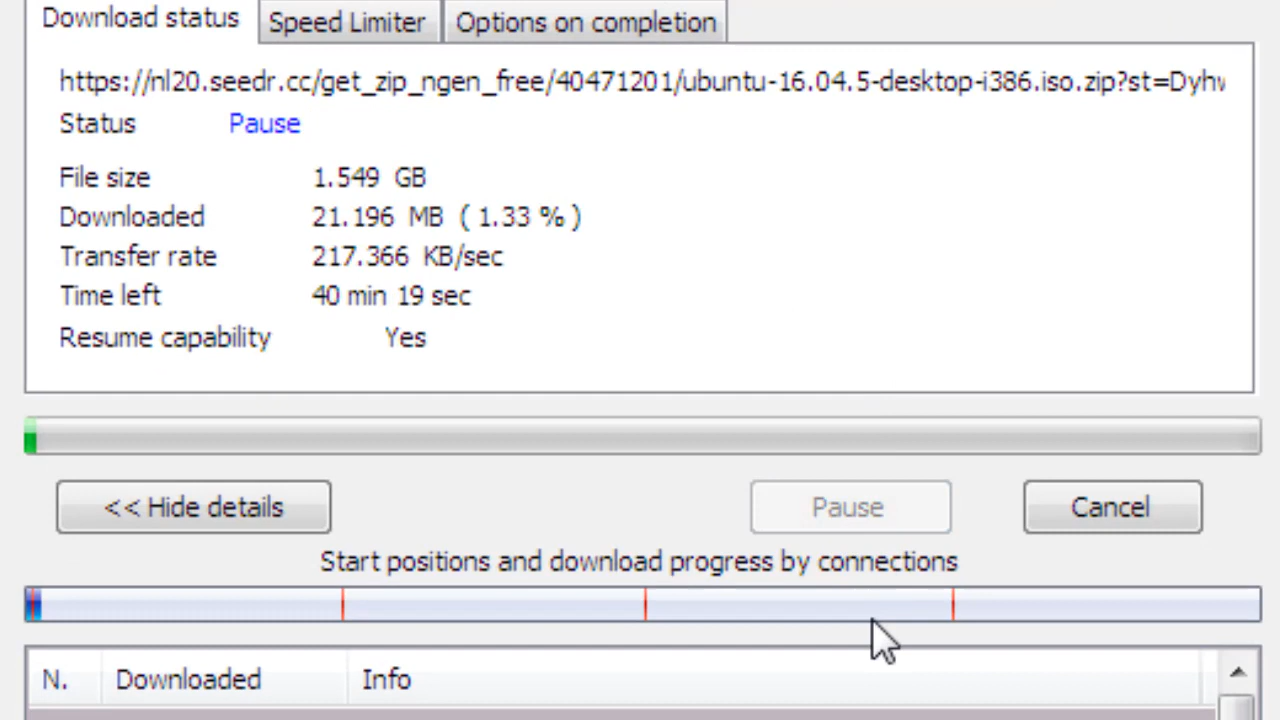 Download status Speed Limiter Options on completion
https://nl20.seedr.cc/get_zip_ngen_free/40471201/ubuntu-16.04.5-desktop-i386.iso.zip?st=Dyhv
Status Pause
File size 1.549 GB
Downloaded 21.196 MB ( 1.33 % )
Transfer rate 217.366 KB/sec
Time left 40 min 19 sec
Resume capability Yes
<< Hide details Pause Cancel
Start positions and download progress by connections
N. Downloaded Info